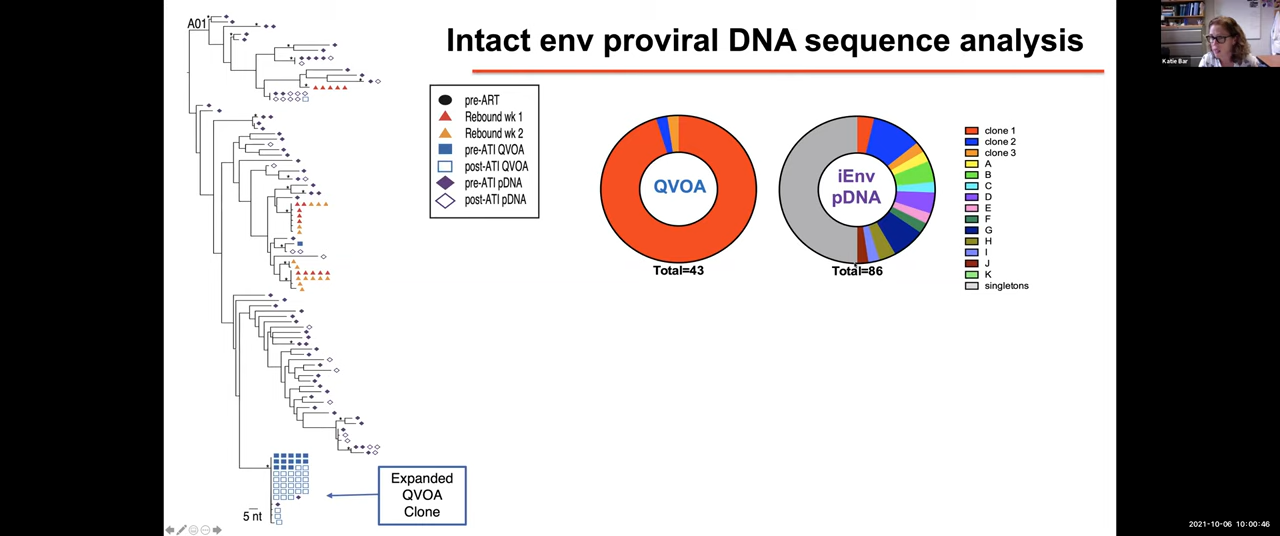 Intact env proviral DNA sequence analysis
Katie Bar
A01
pre-ART
Rebound wk 1
Rebound wk 2
pre-ATI QVOA
post-ATI QVOA
pre-ATI pDNA
post-ATI pDNA
QVOA
Total=43
iEnv
pDNA
Total=86
clone 1
clone 2
clone 3
A
B
C
D
E
F
G
H
I
J
K
singletons
Expanded
QVOA
Clone
5 nt
2021-10-06 10:00:46